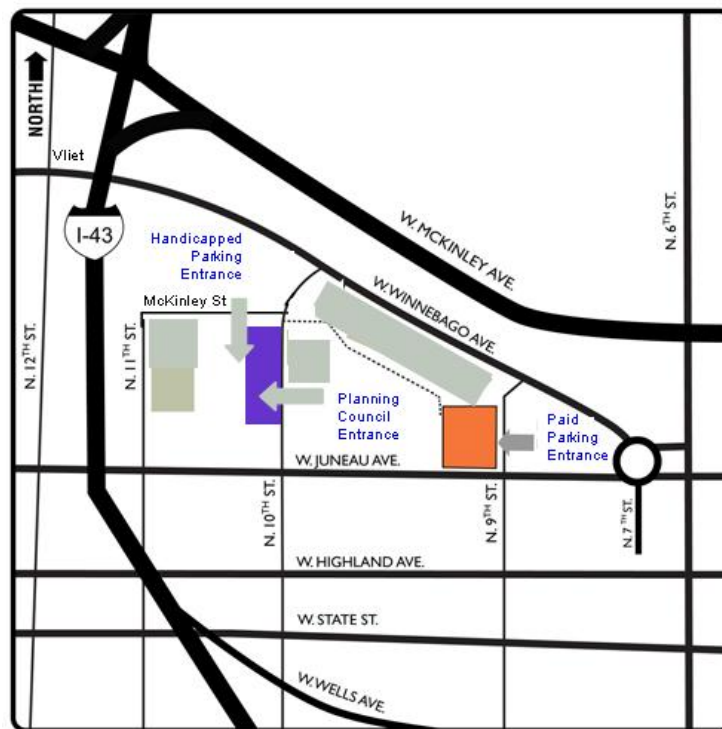 NORTH
Vliet
I-43
W. MCKINLEY AVE.
N. 6TH ST.
Handicapped
Parking
Entrance
McKinley St
W. WINNEBAGO AVE.
N. 12TH ST.
N. 11TH ST.
Planning
Council
Entrance
Paid
Parking
Entrance
W. JUNEAU AVE.
N. 10TH ST.
N. 9TH ST.
N. 7TH ST.
W. HIGHLAND AVE.
W. STATE ST.
W. WELLS AVE.